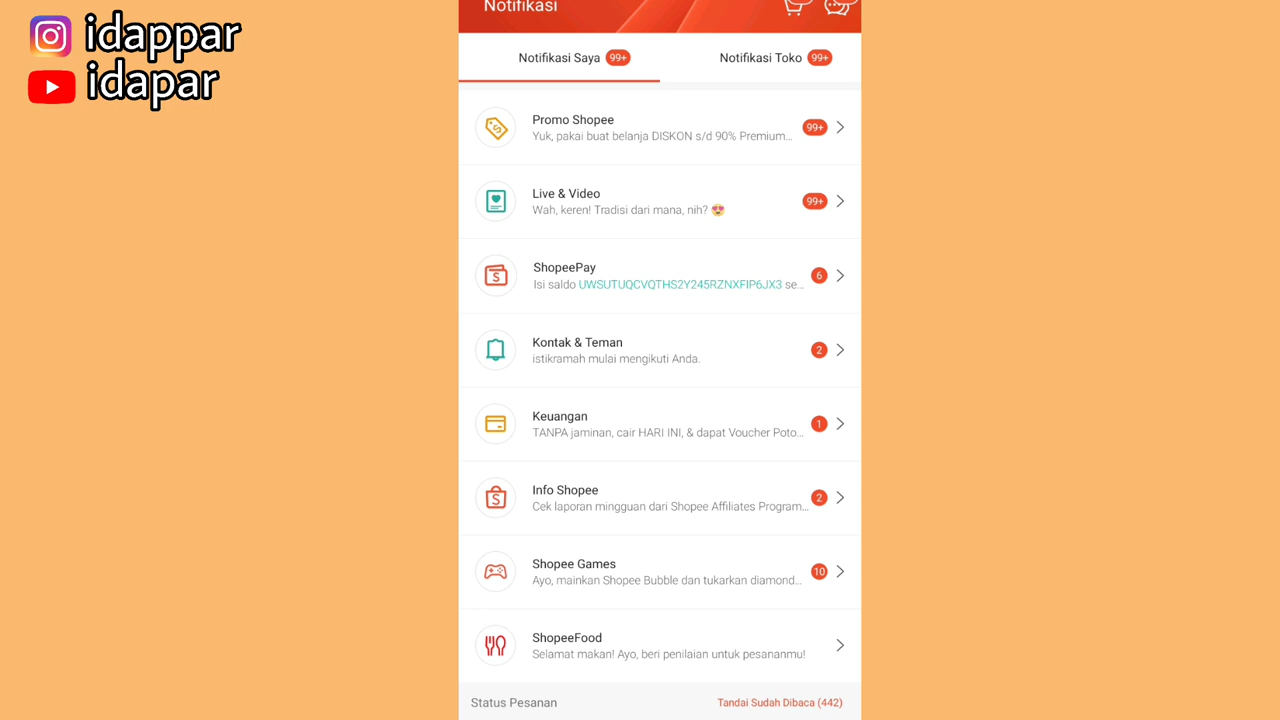 idappar
idapar
Notifikasi
Notifikasi Saya 99+
Notifikasi Toko 99+
Promo Shopee
Yuk, pakai buat belanja DISKON s/d 90% Premium...
99+
Live & Video
Wah, keren! Tradisi dari mana, nih? 😍
99+
ShopeePay
Isi saldo UWSUTUQCVQTHS2Y245RZNXFIP6JX3 se...
6
Kontak & Teman
istikramah mulai mengikuti Anda.
2
Keuangan
TANPA jaminan, cair HARI INI, & dapat Voucher Poto...
1
Info Shopee
Cek laporan mingguan dari Shopee Affiliates Program...
2
Shopee Games
Ayo, mainkan Shopee Bubble dan tukarkan diamond...
10
ShopeeFood
Selamat makan! Ayo, beri penilaian untuk pesananmu!
Status Pesanan
Tandai Sudah Dibaca (442)